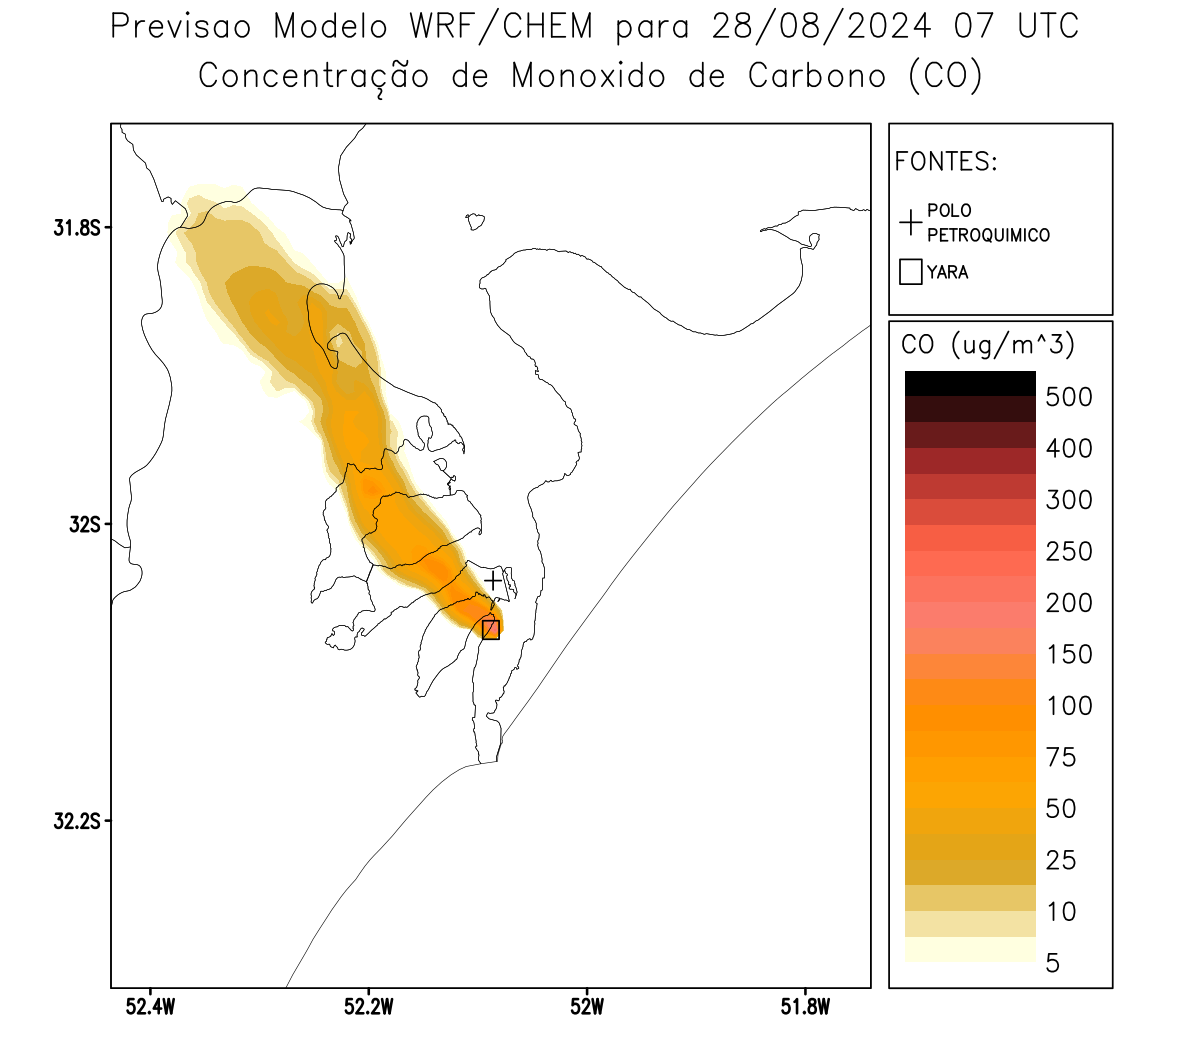 Previsao Modelo WRF/CHEM para 28/08/2024 07 UTC
Concentração de Monoxido de Carbono (CO)
FONTES:
POLO
PETROQUIMICO
YARA
31.8S
32S
32.2S
52.4W
52.2W
52W
51.8W
CO (ug/m^3)
500
400
300
250
200
150
100
75
50
25
10
5